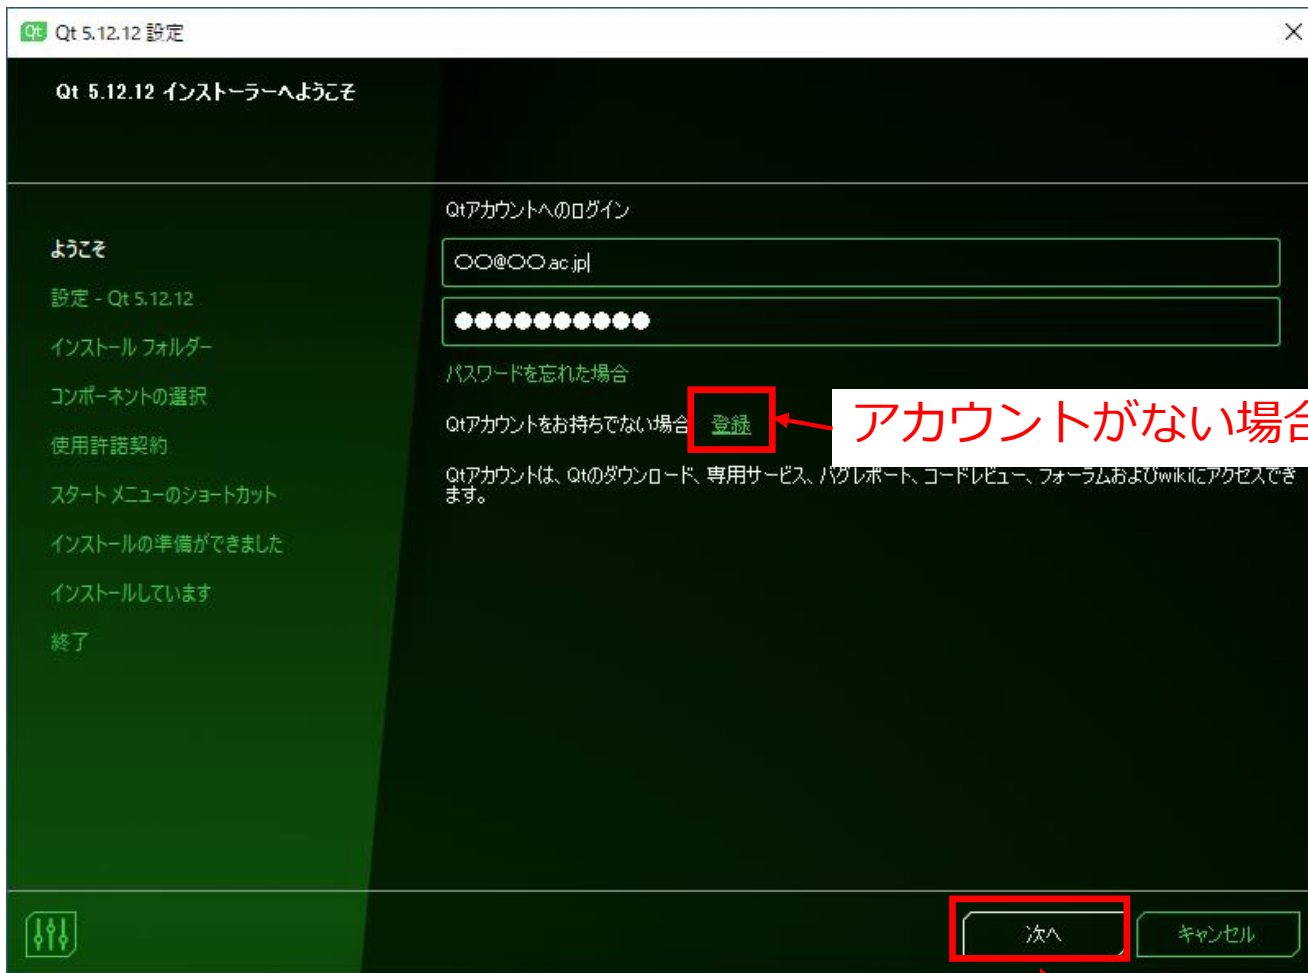 Qt Qt 5.12.12 設定
Qt 5.12.12 インストーラーへようこそ
ようこそ
設定 - Qt 5.12.12
インストール フォルダー
コンポーネントの選択
使用許諾契約
スタート メニューのショートカット
インストールの準備ができました
インストールしています
終了
Qtアカウントへのログイン
〇〇@〇〇.ac.jp
●●●●●●●●●●
パスワードを忘れた場合
Qtアカウントをお持ちでない場合 登録
アカウントがない場合
Qtアカウントは、Qtのダウンロード、専用サービス、バグレポート、コードレビュー、フォーラムおよびwikiにアクセスでき
ます。
次へ
キャンセル